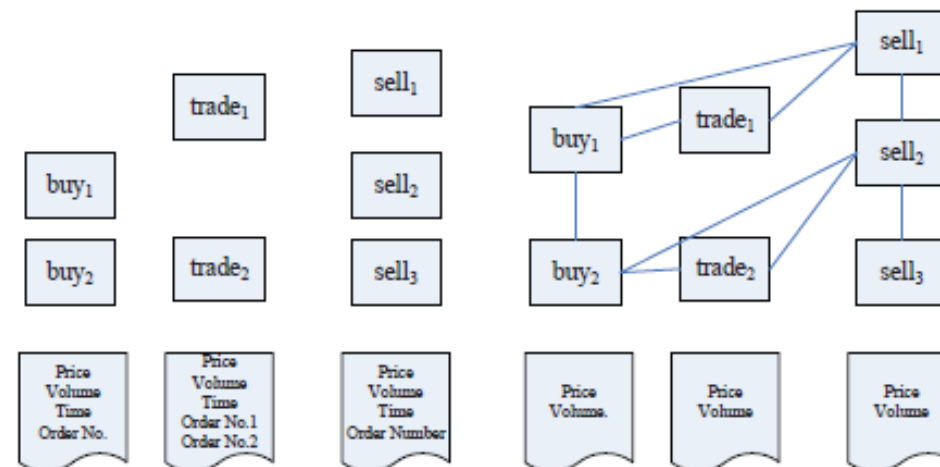 buy₁
buy₂
trade₁
trade₂
sell₁
sell₂
sell₃
Price
Volume
Time
Order No.
Price
Volume
Time
Order No.1
Order No.2
Price
Volume
Time
Order Number
buy₁
buy₂
trade₁
trade₂
sell₁
sell₂
sell₃
Price
Volume.
Price
Volume
Price
Volume